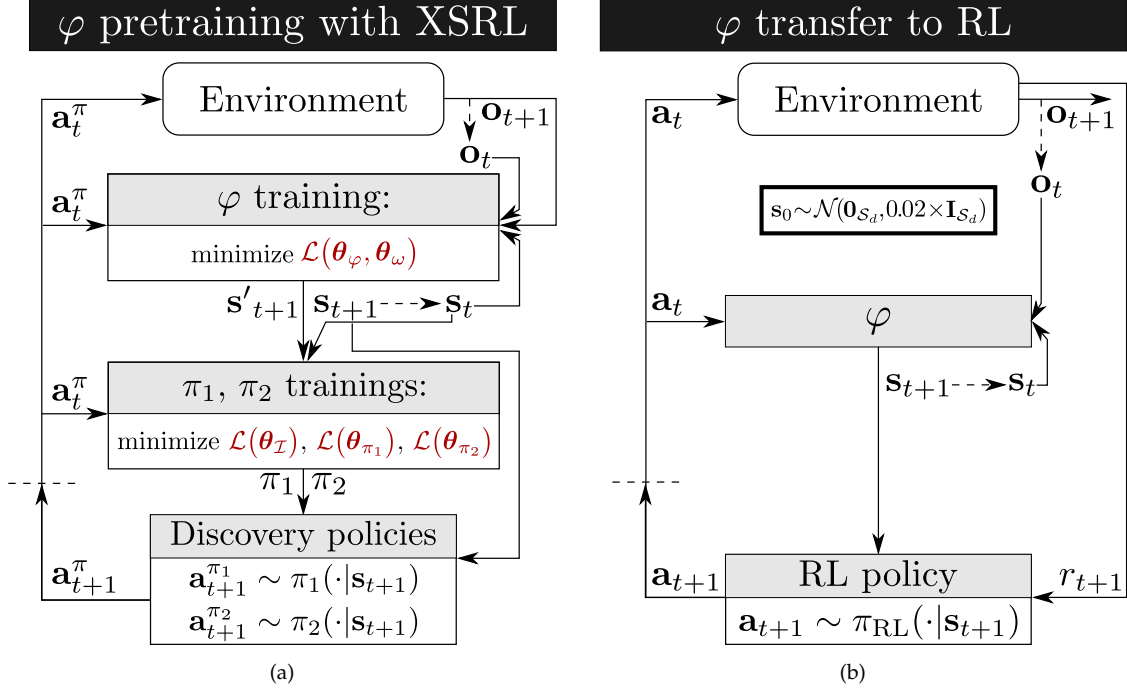 φ pretraining with XSRL
Environment
a_t^π
o_{t+1}
o_t
a_t^π
φ training:
minimize 𝓛(θ_φ, θ_ω)
s'_{t+1} s_{t+1} s_t
a_t^π
π_1, π_2 trainings:
minimize 𝓛(θ_𝓘), 𝓛(θ_{π_1}), 𝓛(θ_{π_2})
π_1 π_2
Discovery policies
a_{t+1}^π
a_{t+1}^{π_1} ∼ π_1(·|s_{t+1})
a_{t+1}^{π_2} ∼ π_2(·|s_{t+1})
(a)
φ transfer to RL
Environment
a_t
o_{t+1}
o_t
s_0∼𝒩(0_{𝒮_d},0.02×I_{𝒮_d})
a_t
φ
s_{t+1} s_t
RL policy
a_{t+1}
r_{t+1}
a_{t+1} ∼ π_{RL}(·|s_{t+1})
(b)